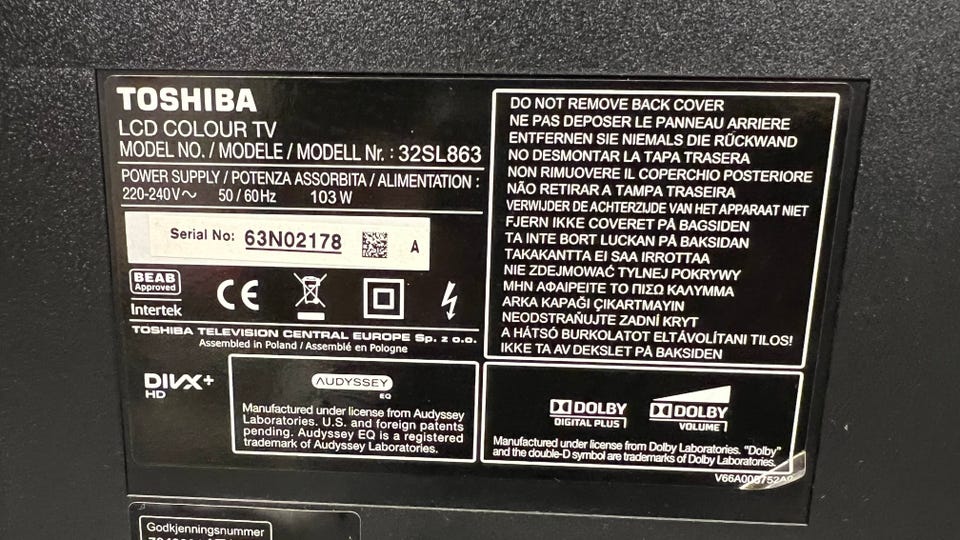 TOSHIBA
LCD COLOUR TV
MODEL NO. / MODELE / MODELL Nr. : 32SL863
POWER SUPPLY / POTENZA ASSORBITA / ALIMENTATION :
220-240V～ 50 / 60 Hz 103 W
Serial No: 63N02178 A
BEAB
Approved
Intertek
CE
TOSHIBA TELEVISION CENTRAL EUROPE Sp. z o.o.
Assembled in Poland / Assemblé en Pologne
DIVX+
HD
AUDYSSEY
EQ
Manufactured under license from Audyssey
Laboratories. U.S. and foreign patents
pending. Audyssey EQ is a registered
trademark of Audyssey Laboratories.
DO NOT REMOVE BACK COVER
NE PAS DEPOSER LE PANNEAU ARRIERE
ENTFERNEN SIE NIEMALS DIE RÜCKWAND
NO DESMONTAR LA TAPA TRASERA
NON RIMUOVERE IL COPERCHIO POSTERIORE
NÃO RETIRAR A TAMPA TRASEIRA
VERWIJDER DE ACHTERZIJDE VAN HET APPARAAT NIET
FJERN IKKE COVERET PÅ BAGSIDEN
TA INTE BORT LUCKAN PÅ BAKSIDAN
TAKAKANTTA EI SAA IRROTTAA
NIE ZDEJMOWAĆ TYLNEJ POKRYWY
ΜΗΝ ΑΦΑΙΡΕΙΤΕ ΤΟ ΠΙΣΩ ΚΑΛΥΜΜΑ
ARKA KAPAĞI ÇIKARTMAYIN
NEODSTRAŇUJTE ZADNÍ KRYT
A HÁTSÓ BURKOLATOT ELTÁVOLÍTANI TILOS!
IKKE TA AV DEKSLET PÅ BAKSIDEN
DOLBY
DIGITAL PLUS
DOLBY
VOLUME
Manufactured under license from Dolby Laboratories. "Dolby"
and the double-D symbol are trademarks of Dolby Laboratories.
Godkjenningsnummer